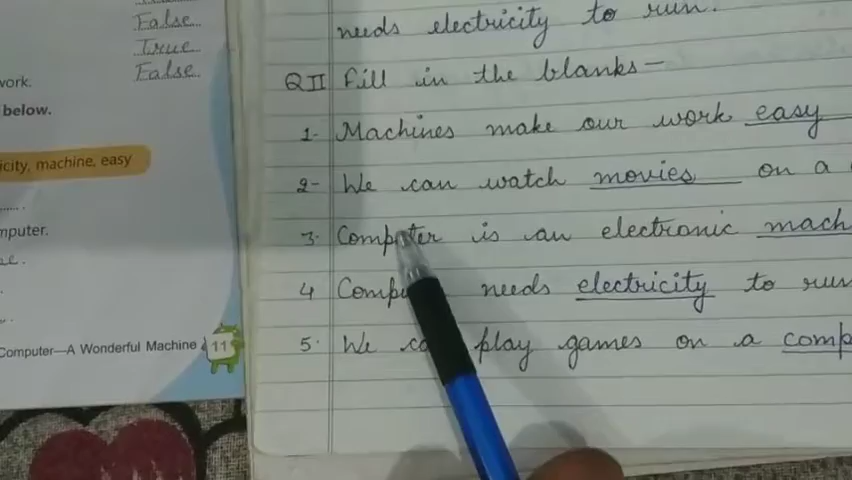 False
True
False
work.
below.
icity, machine, easy
mputer.
Computer—A Wonderful Machine
11
needs electricity to run.
QII Fill in the blanks—
1- Machines make our work easy
2- We can watch movies on a
3. Computer is an electronic mach
4 Compu needs electricity to run
5. We play games on a comp